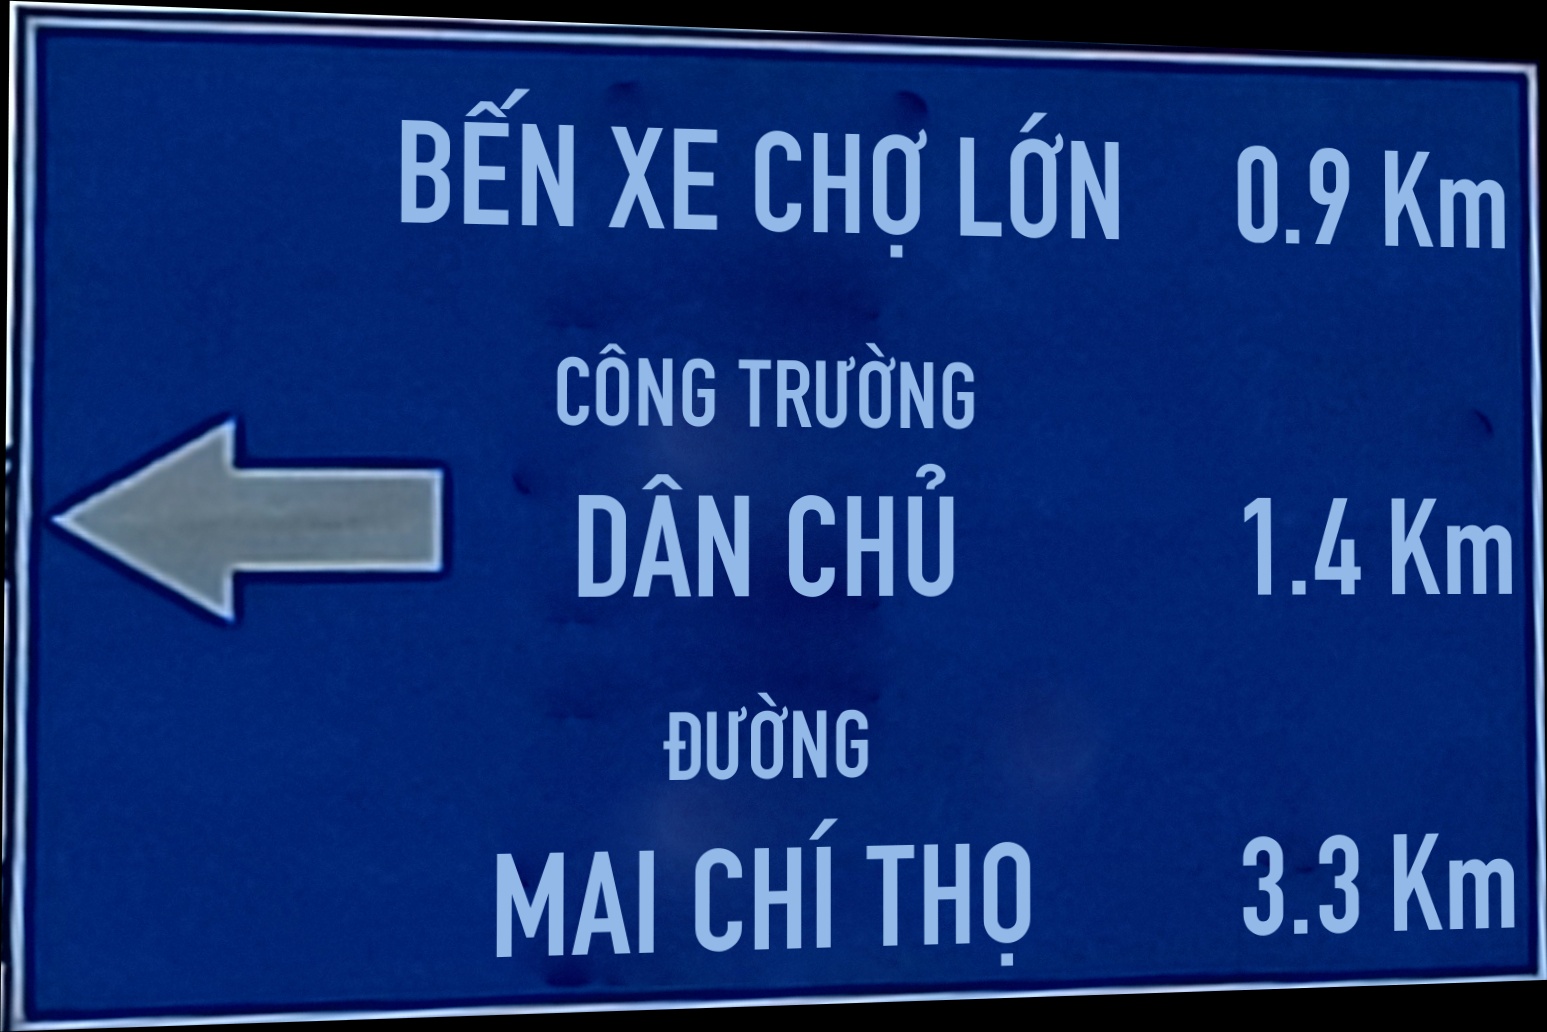 BẾN XE CHỢ LỚN 0.9 Km
CÔNG TRƯỜNG
DÂN CHỦ 1.4 Km
ĐƯỜNG
MAI CHÍ THỌ 3.3 Km